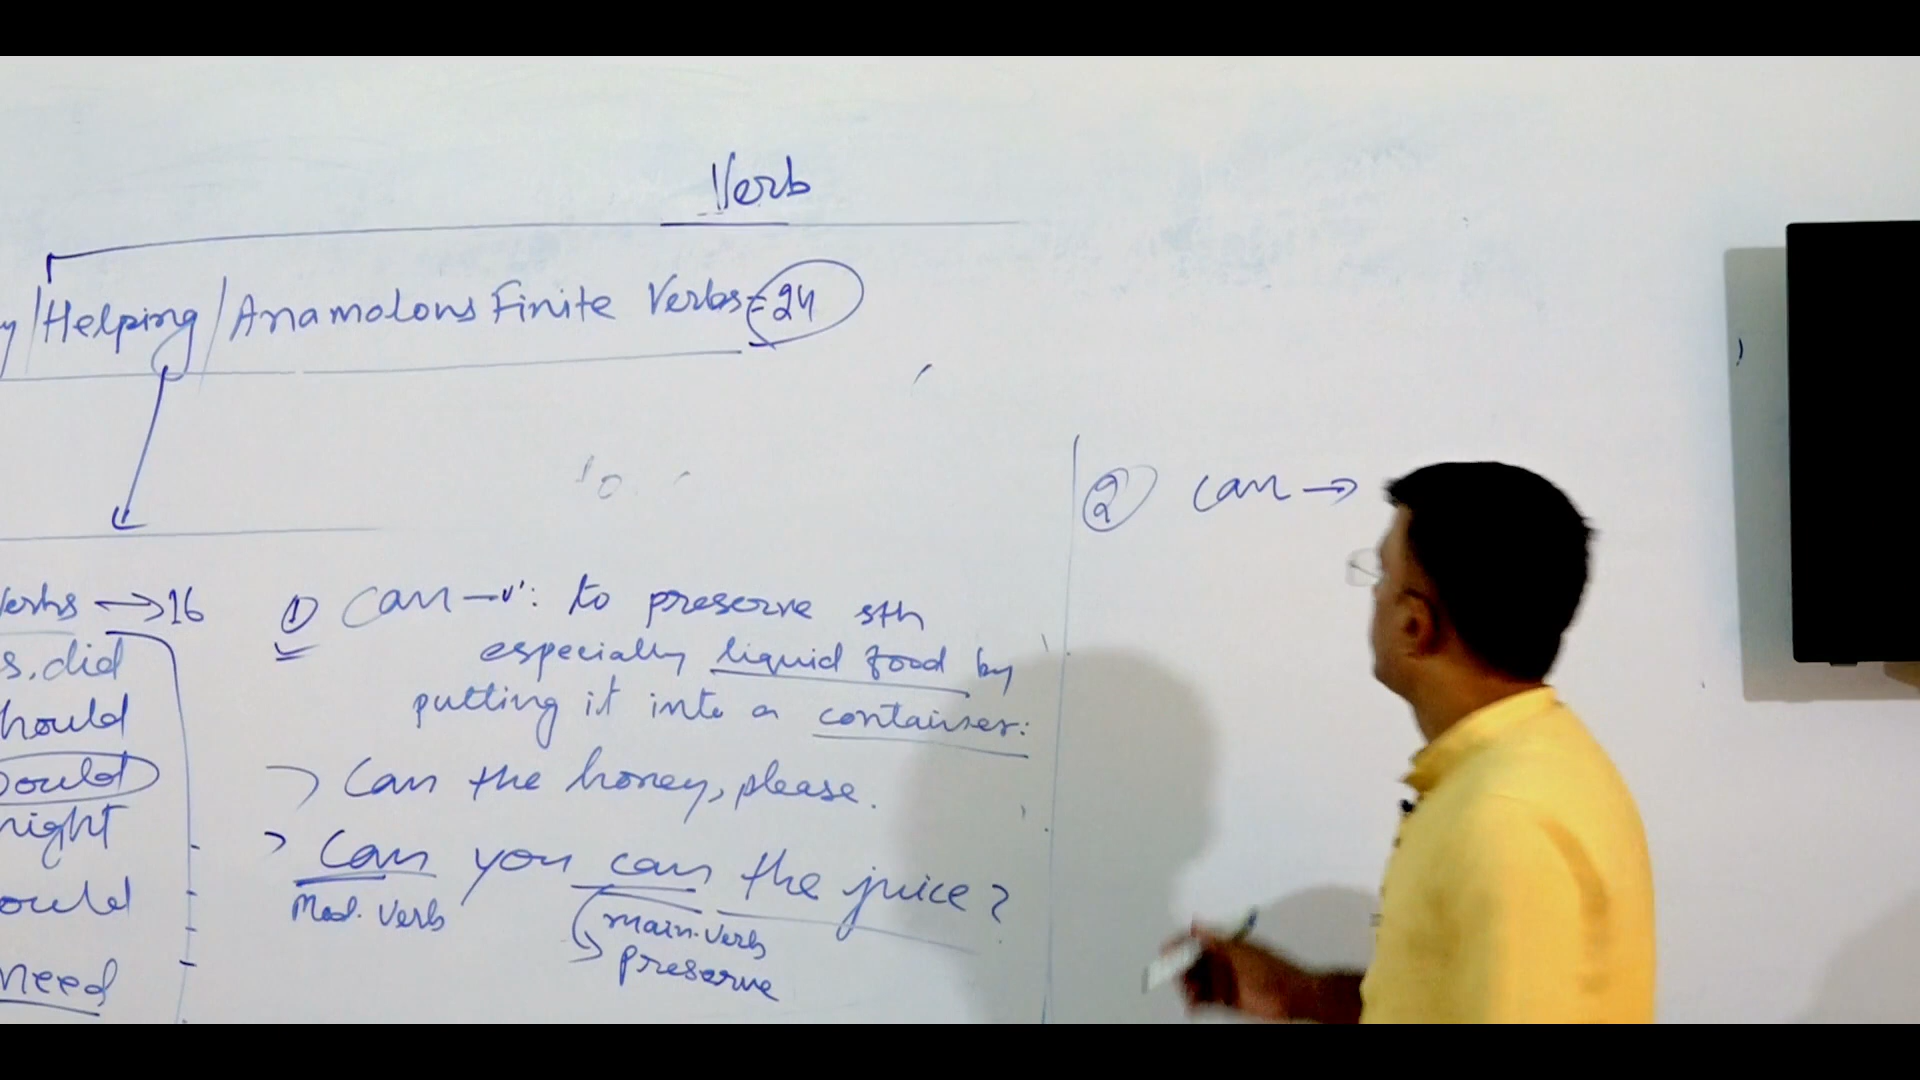 Verb
y/Helping/Anamolous Finite Verbs=24
② can →
erbs → 16
s, did
hould
ould
might
ould
need
① Can - v: to preserve sth
especially liquid food by
putting it into a container:
> Can the honey, please.
> Can you can the juice?
Mod. Verb
main.verb
preserve